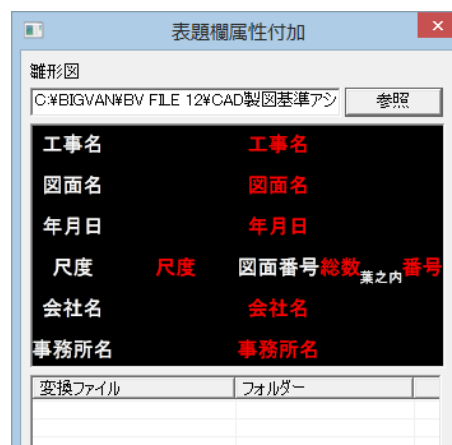 表題欄属性付加
雛形図
C:¥BIGVAN¥BV FILE 12¥CAD製図基準アシ 参照
工事名 工事名
図面名 図面名
年月日 年月日
尺度 尺度 図面番号 総数 葉之内 番号
会社名 会社名
事務所名 事務所名
変換ファイル フォルダー